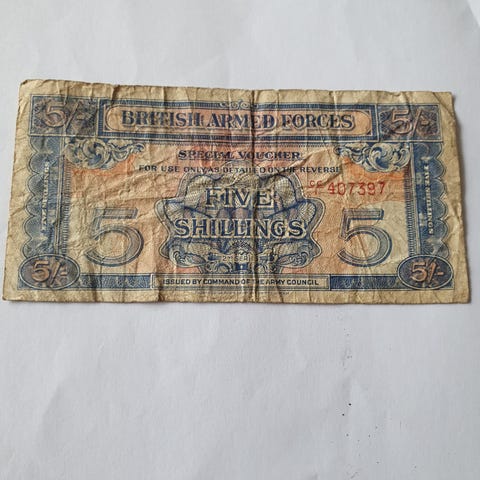 5/- 5/-
BRITISH ARMED FORCES
SPECIAL VOUCHER
FOR USE ONLY AS DETAILED ON THE REVERSE
407397
FIVE
SHILLINGS
5 5
5/- 5/-
ISSUED BY COMMAND OF THE ARMY COUNCIL